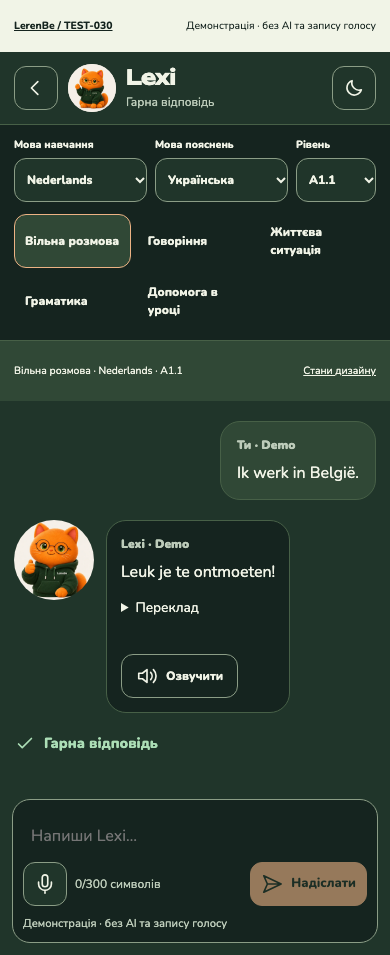 LerenBe / TEST-030
Демонстрація · без AI та запису голосу
Lexi
Гарна відповідь
Мова навчання
Мова пояснень
Рівень
Nederlands
Українська
A1.1
Вільна розмова
Говоріння
Життєва
ситуація
Граматика
Допомога в
уроці
Вільна розмова · Nederlands · A1.1
Стани дизайну
Ти · Demo
Ik werk in België.
Lexi · Demo
Leuk je te ontmoeten!
Переклад
Озвучити
Гарна відповідь
Напиши Lexi...
0/300 символів
Надіслати
Демонстрація · без AI та запису голосу